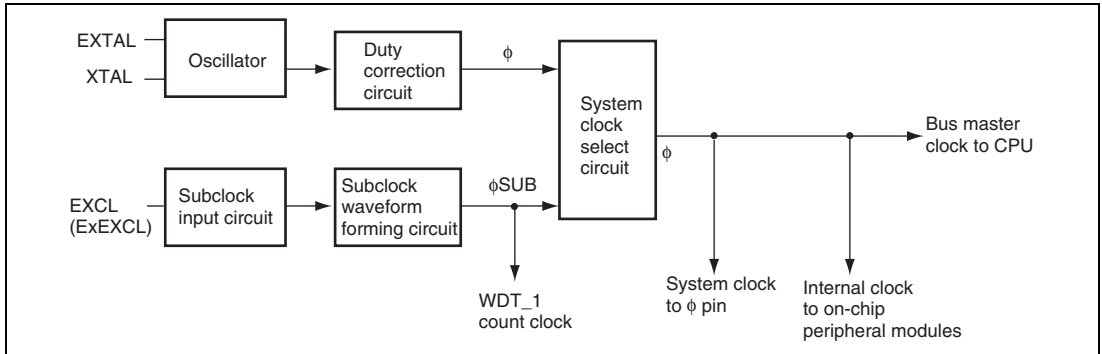 EXTAL
XTAL
Oscillator
Duty
correction
circuit
φ
System
clock
select
circuit
φ
Bus master
clock to CPU
EXCL
(ExEXCL)
Subclock
input circuit
Subclock
waveform
forming circuit
φSUB
WDT_1
count clock
System clock
to φ pin
Internal clock
to on-chip
peripheral modules